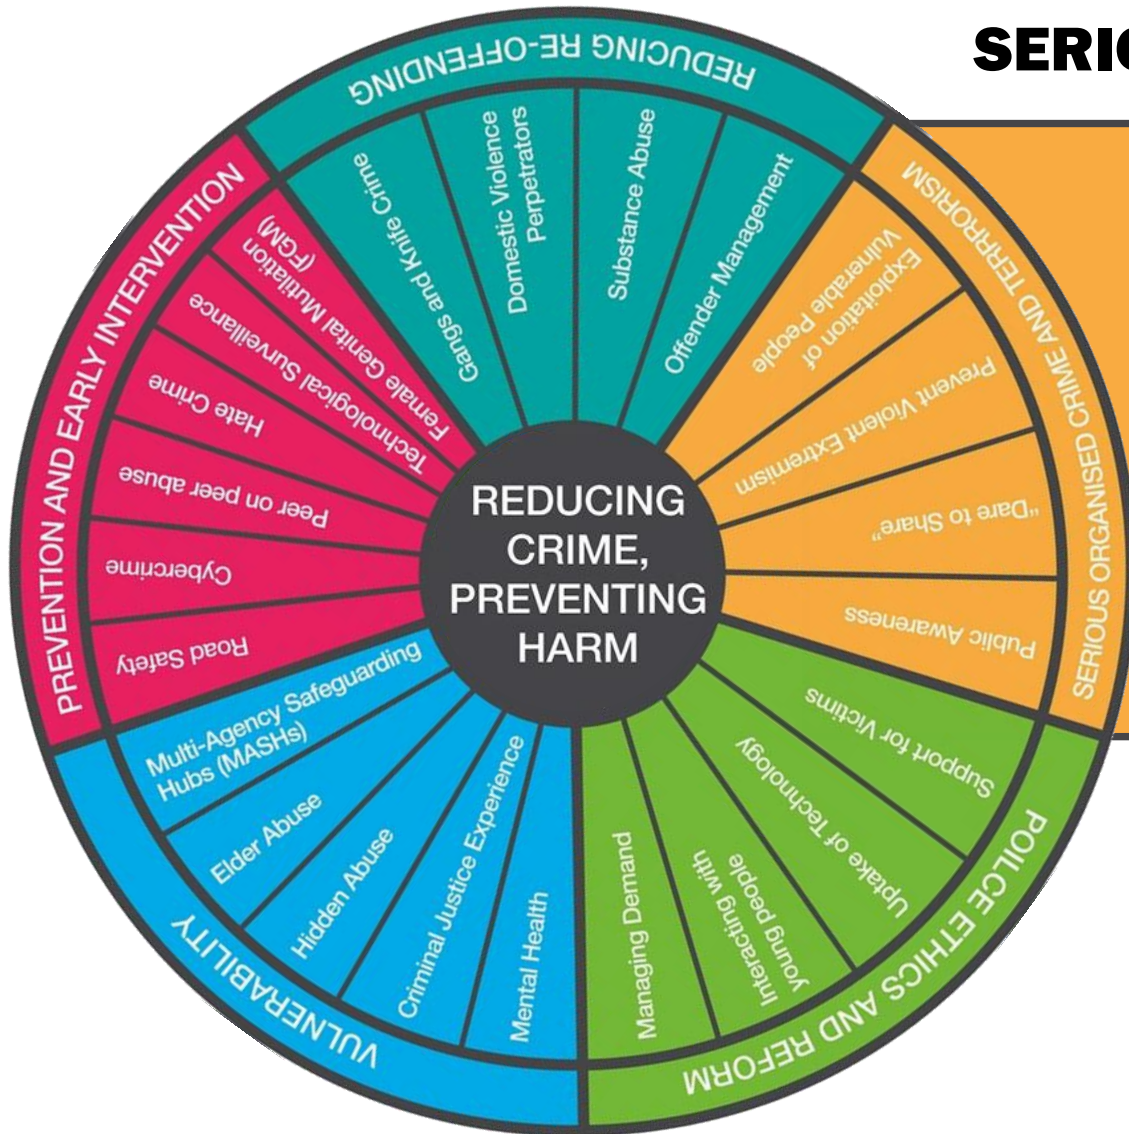 SERI
REDUCING RE-OFFENDING
Gangs and Knife Crime
Domestic Violence
Perpetrators
Substance Abuse
Offender Management
SERIOUS ORGANISED CRIME AND TERRRORISM
Exploitation of
Vulnerable People
Prevent Violent Extremism
“Dare to Share”
Public Awareness
POILCE ETHICS AND REFORM
Support for Victims
Uptake of Technology
Interacting with
young people
Managing Demand
VULNERABILITY
Mental Health
Criminal Justice Experience
Hidden Abuse
Elder Abuse
Multi-Agency Safeguarding
Hubs (MASHs)
PREVENTION AND EARLY INTERVENTION
Road Safety
Cybercrime
Peer on peer abuse
Hate Crime
Technological Surveillance
Female Genital Mutilation
(FGM)
REDUCING
CRIME,
PREVENTING
HARM